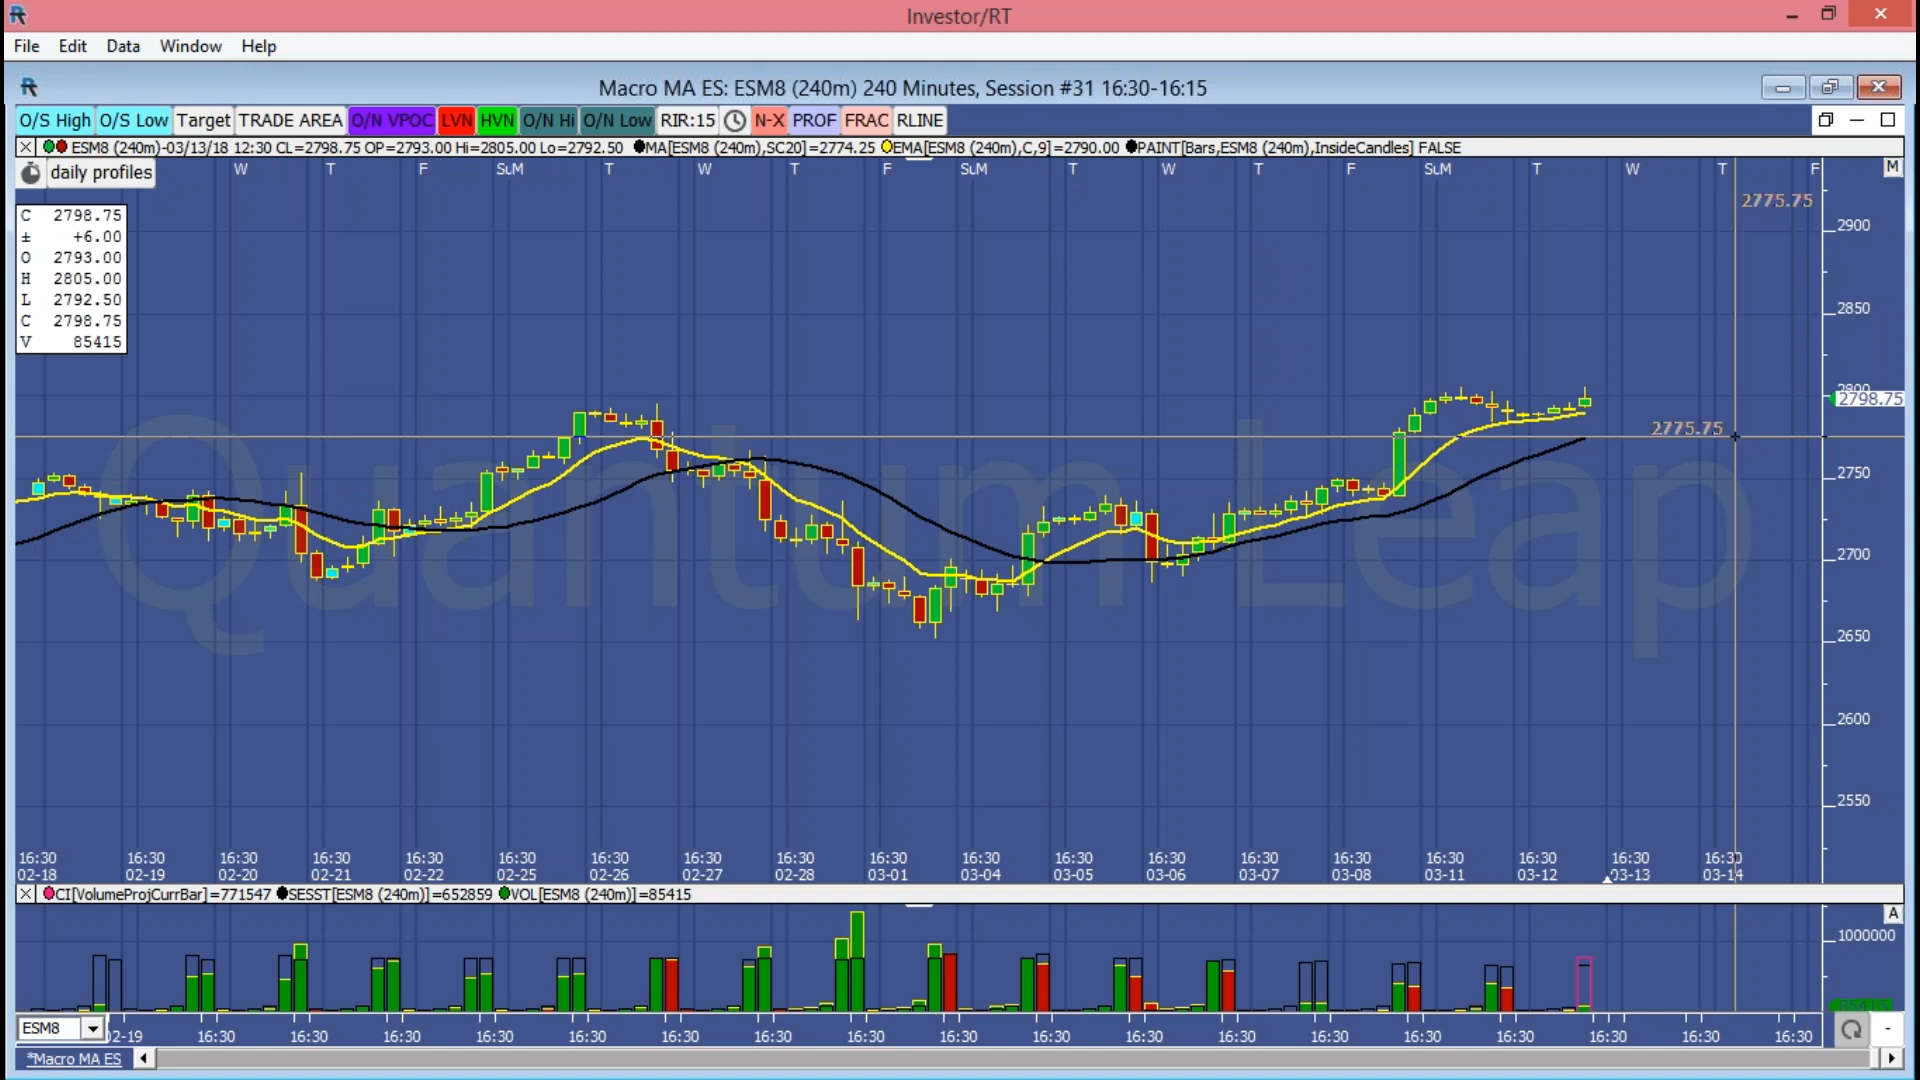 Investor/RT
File Edit Data Window Help
Macro MA ES: ESM8 (240m) 240 Minutes, Session #31 16:30-16:15
O/S High O/S Low Target TRADE AREA O/N VPOC LVN HVN O/N Hi O/N Low RIR:15 N-X PROF FRAC RLINE
ESM8 (240m)-03/13/18 12:30 CL=2798.75 OP=2793.00 Hi=2805.00 Lo=2792.50 MA[ESM8 (240m),SC20]=2774.25 EMA[ESM8 (240m),C,9]=2790.00 PAINT[Bars,ESM8 (240m),InsideCandles] FALSE
daily profiles W T F SuM T W T F SuM T W T F SuM T W T F M
2775.75
C 2798.75
± +6.00
O 2793.00
H 2805.00
L 2792.50
C 2798.75
V 85415
2900
2850
2800
2798.75
2775.75
2750
2700
2650
2600
2550
Quantum Leap
16:30 16:30 16:30 16:30 16:30 16:30 16:30 16:30 16:30 16:30 16:30 16:30 16:30 16:30 16:30 16:30 16:30 16:30 16:30
02-18 02-19 02-20 02-21 02-22 02-25 02-26 02-27 02-28 03-01 03-04 03-05 03-06 03-07 03-08 03-11 03-12 03-13 03-14
CI[VolumeProjCurrBar]=771547 SESST[ESM8 (240m)]=652859 VOL[ESM8 (240m)]=85415
A
1000000
ESM8 02-19 16:30 16:30 16:30 16:30 16:30 16:30 16:30 16:30 16:30 16:30 16:30 16:30 16:30 16:30 16:30 16:30 16:30 16:30
*Macro MA ES